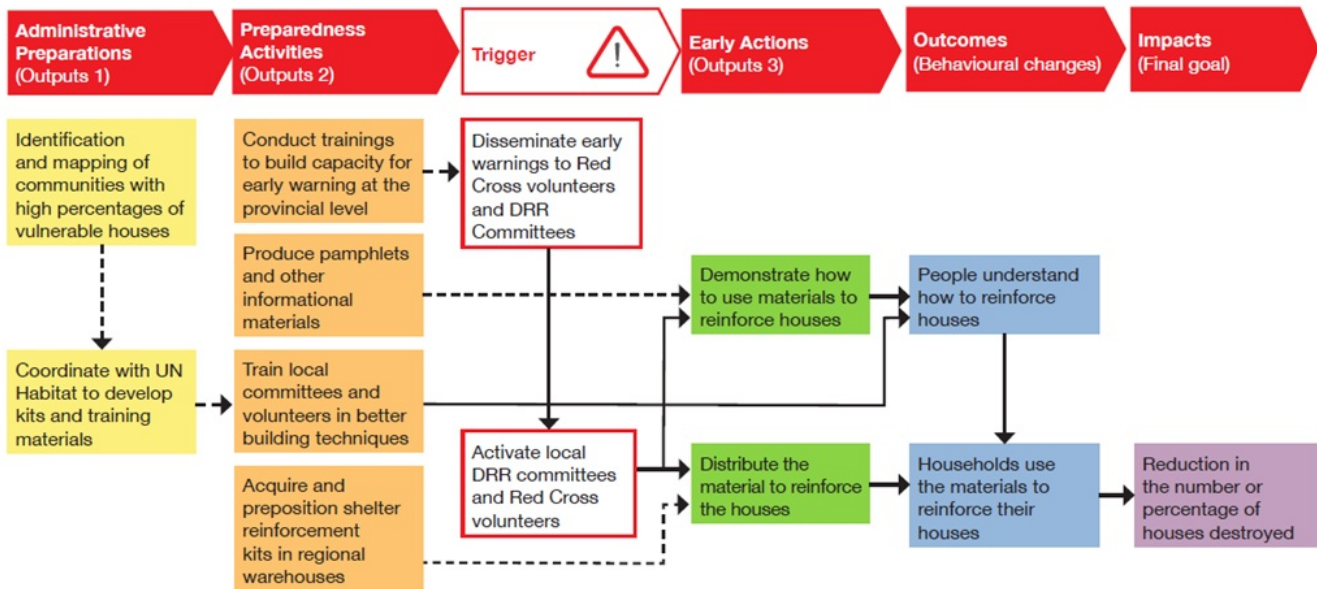 Administrative
Preparations
(Outputs 1)
Preparedness
Activities
(Outputs 2)
Trigger
!
Early Actions
(Outputs 3)
Outcomes
(Behavioural changes)
Impacts
(Final goal)
Identification
and mapping of
communities with
high percentages of
vulnerable houses
Coordinate with UN
Habitat to develop
kits and training
materials
Conduct trainings
to build capacity for
early warning at the
provincial level
Produce pamphlets
and other
informational
materials
Train local
committees and
volunteers in better
building techniques
Acquire and
preposition shelter
reinforcement
kits in regional
warehouses
Disseminate early
warnings to Red
Cross volunteers
and DRR
Committees
Activate local
DRR committees
and Red Cross
volunteers
Demonstrate how
to use materials to
reinforce houses
Distribute the
material to reinforce
the houses
People understand
how to reinforce
houses
Households use
the materials to
reinforce their
houses
Reduction in
the number or
percentage of
houses destroyed